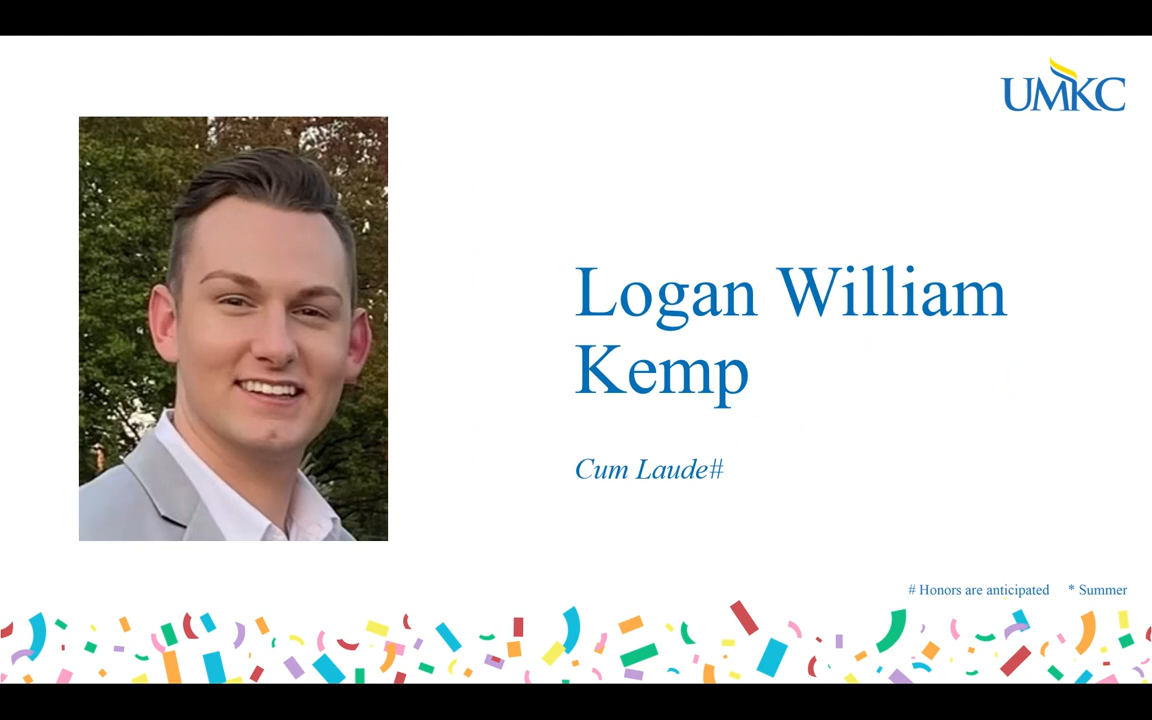 UMKC
Logan William
Kemp
Cum Laude#
# Honors are anticipated * Summer